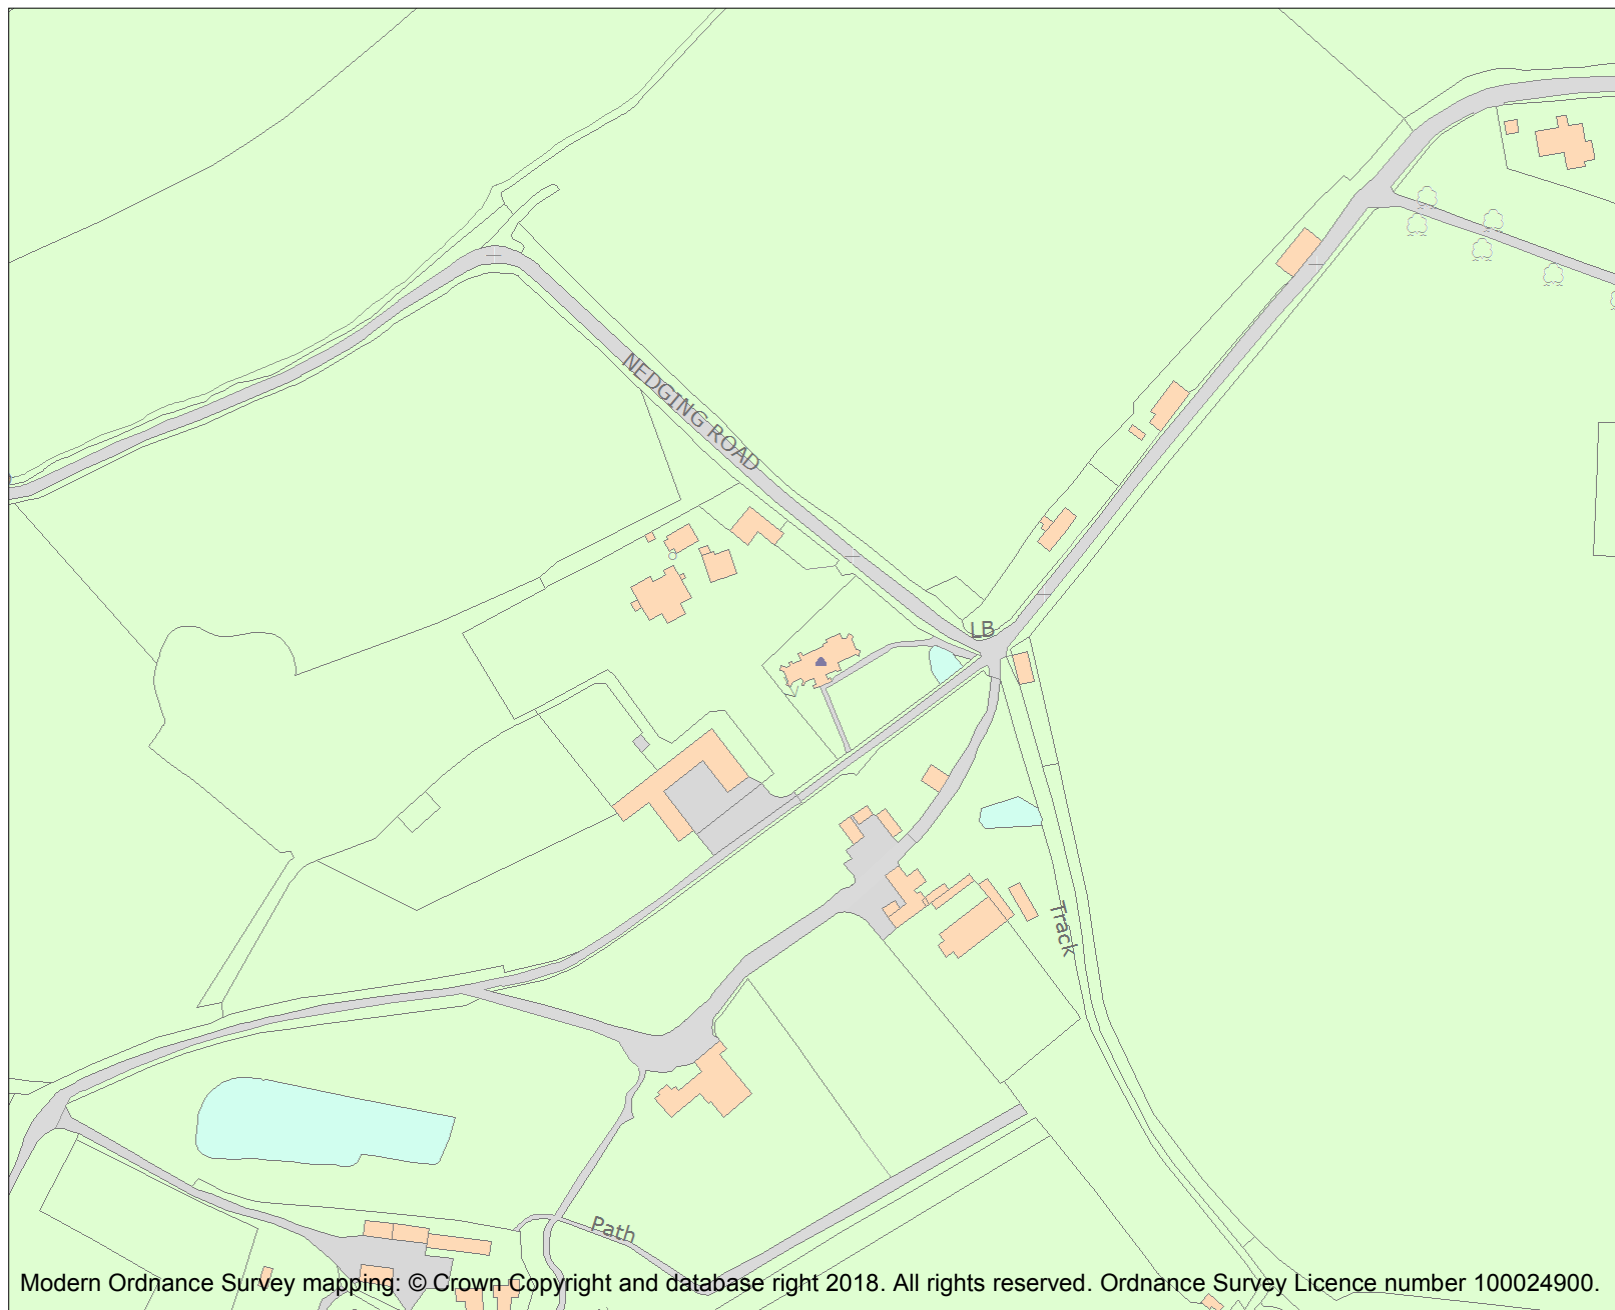 NEDGING ROAD
LB
Track
Path
Modern Ordnance Survey mapping: © Crown Copyright and database right 2018. All rights reserved. Ordnance Survey Licence number 100024900.